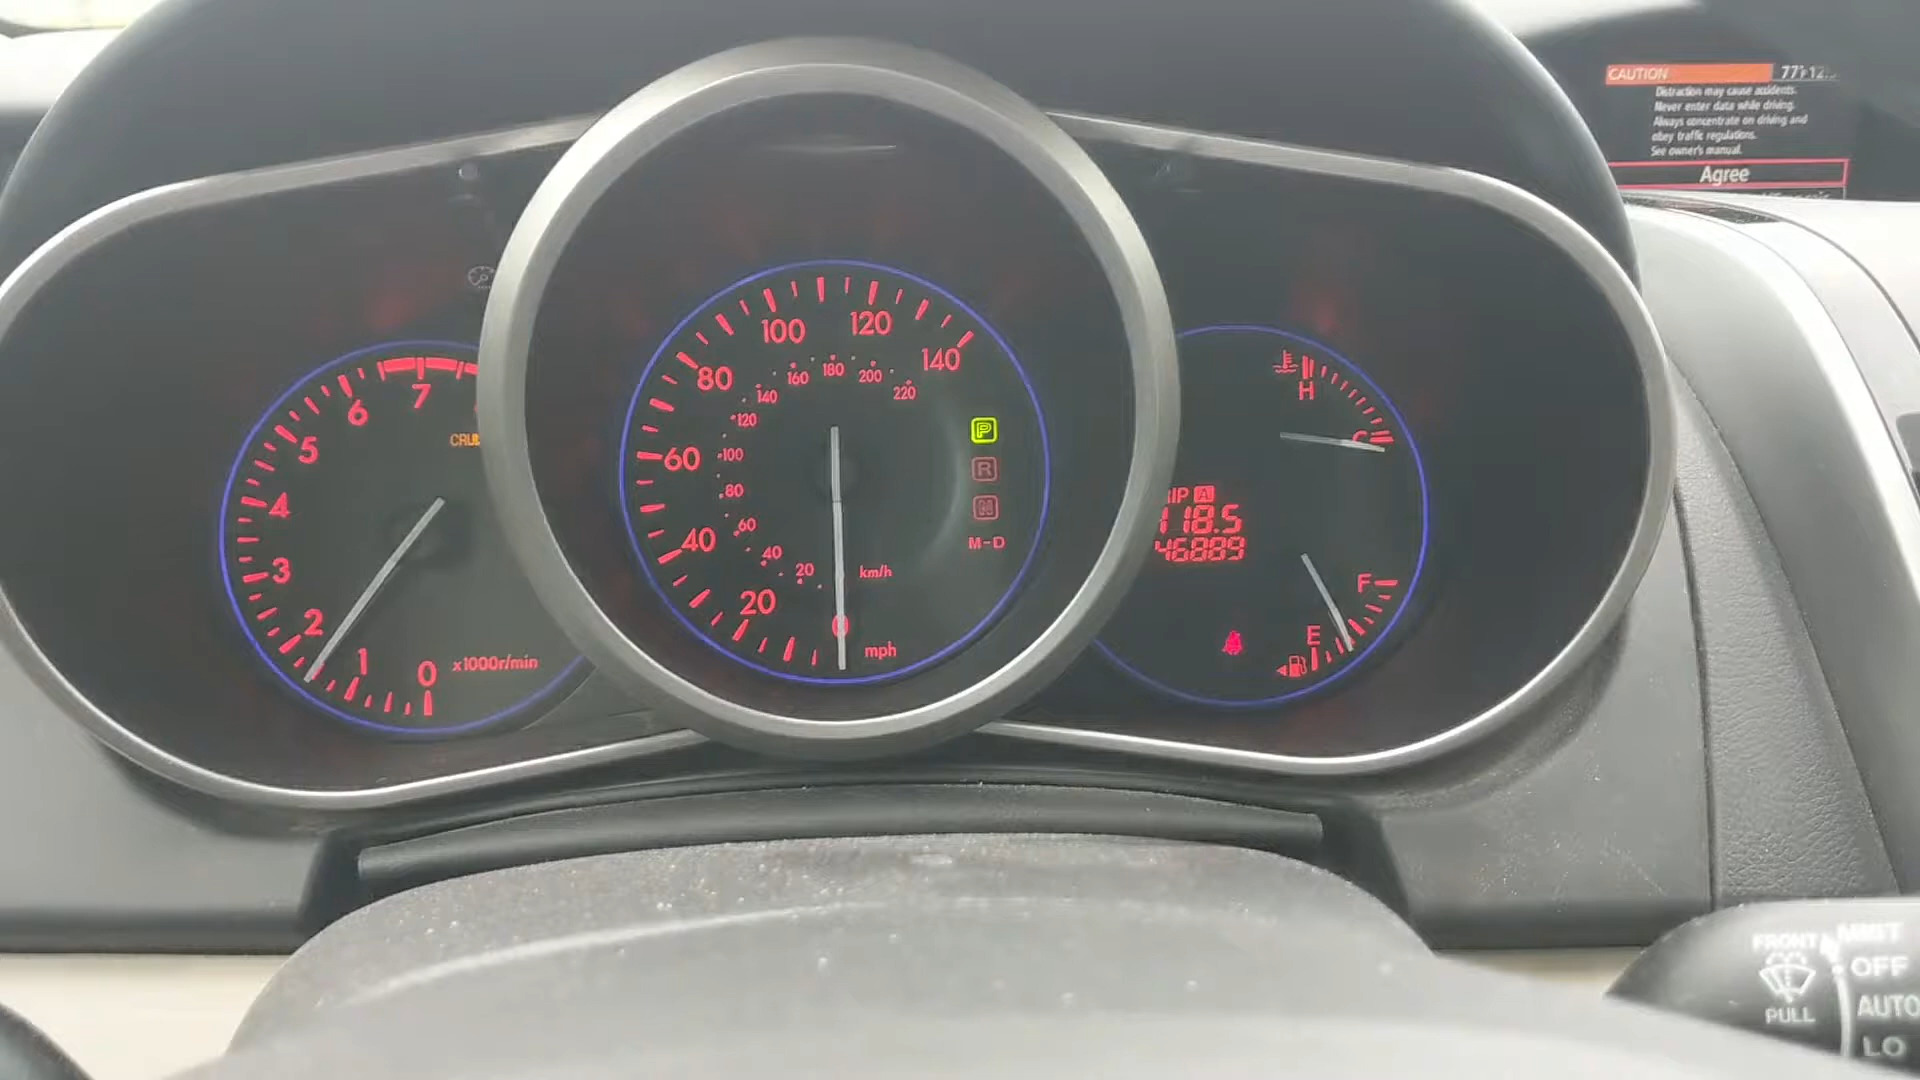 CAUTION
Distraction may cause accidents.
Never enter data while driving.
Always concentrate on driving and
obey traffic regulations.
See owner's manual.
Agree
0
1
2
3
4
5
6
7
x1000r/min
0
20
40
60
80
100
120
140
mph
20
40
60
80
100
120
140
160
180
200
220
km/h
P
R
N
M-D
H
C
A
118.5
46889
F
E
FRONT
PULL
MIST
OFF
AUTO
LO